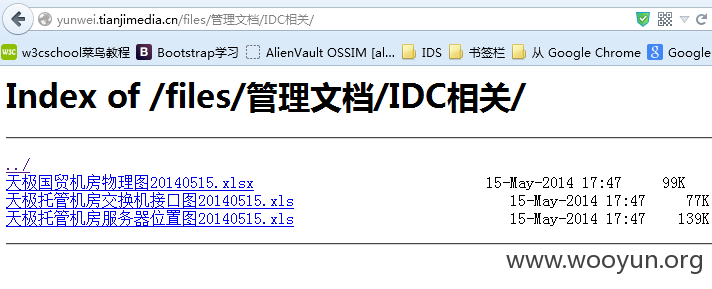 yunwei.tianjimedia.cn/files/管理文档/IDC相关/
w3cschool菜鸟教程 Bootstrap学习 AlienVault OSSIM [al... IDS 书签栏 从 Google Chrome Google
Index of /files/管理文档/IDC相关/
../
天极国贸机房物理图20140515.xlsx 15-May-2014 17:47 99K
天极托管机房交换机接口图20140515.xls 15-May-2014 17:47 77K
天极托管机房服务器位置图20140515.xls 15-May-2014 17:47 139K
www.wooyun.org